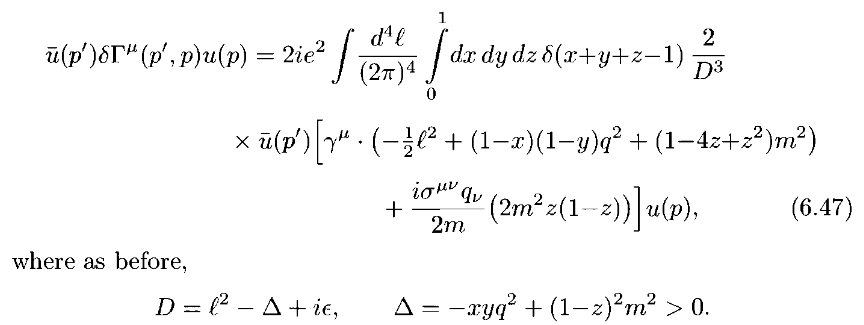 ū(p′)δΓ^μ(p′, p)u(p) = 2ie² ∫ d⁴ℓ/(2π)⁴ ∫₀¹ dx dy dz δ(x+y+z−1) 2/D³
× ū(p′)[γ^μ · (−½ℓ² + (1−x)(1−y)q² + (1−4z+z²)m²)
+ iσ^{μν}q_ν/2m (2m²z(1−z))]u(p), (6.47)
where as before,
D = ℓ² − Δ + iϵ, Δ = −xyq² + (1−z)²m² > 0.